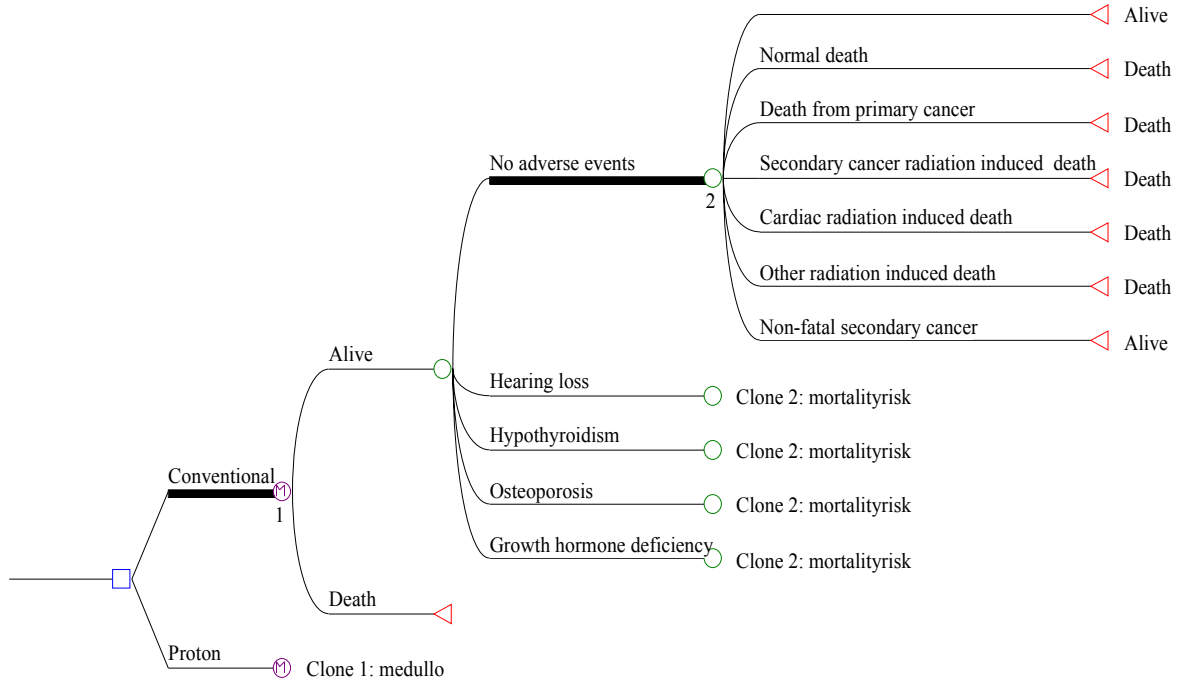 Alive
Normal death
Death
Death from primary cancer
Death
Secondary cancer radiation induced  death
Death
No adverse events
2
Cardiac radiation induced death
Death
Other radiation induced death
Death
Non-fatal secondary cancer
Alive
Alive
Hearing loss
Clone 2: mortalityrisk
Hypothyroidism
Clone 2: mortalityrisk
Conventional
M
1
Osteoporosis
Clone 2: mortalityrisk
Growth hormone deficiency
Clone 2: mortalityrisk
Death
Proton
M
Clone 1: medullo